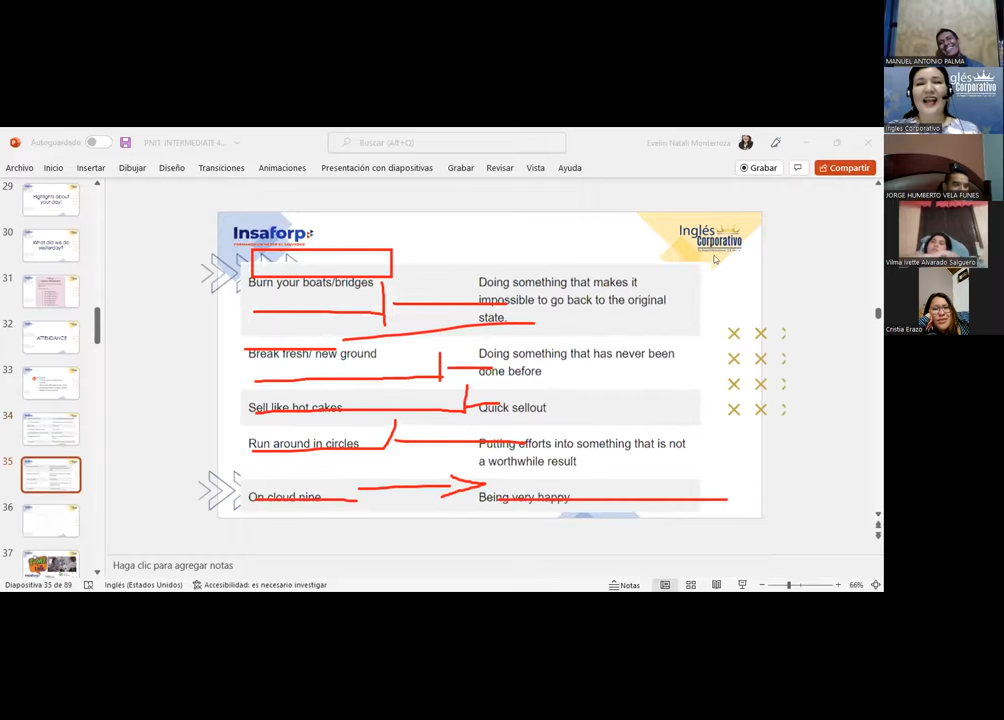 MANUEL ANTONIO PALMA
glés
Corporativo
Ingles Corporativo
JORGE HUMBERTO VELA FUNES
Vilma Ivette Alvarado Salguero
Cristia Erazo
Autoguardado
PNIT INTERMEDIATE 4...
Buscar (Alt+Q)
Evelin Natali Monterroza
Archivo Inicio Insertar Dibujar Diseño Transiciones Animaciones Presentación con diapositivas Grabar Revisar Vista Ayuda
Grabar
Compartir
29
Highlights about
your day!
30
What did we do
yesterday?
31
32
ATTENDANCE
33
34
35
36
37
Insaforp
Inglés
Corporativo
Burn your boats/bridges
Doing something that makes it
impossible to go back to the original
state.
Break fresh/ new ground
Doing something that has never been
done before
Sell like hot cakes
Quick sellout
Run around in circles
Putting efforts into something that is not
a worthwhile result
On cloud nine
Being very happy
Haga clic para agregar notas
Diapositiva 35 de 89
Inglés (Estados Unidos)
Accesibilidad: es necesario investigar
Notas
66%